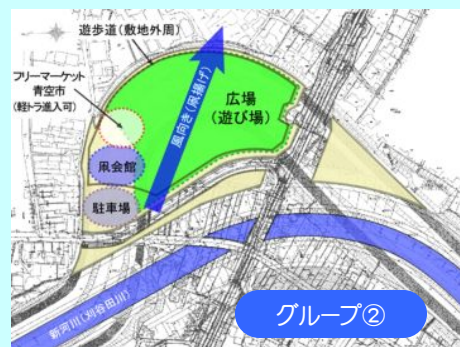 遊歩道(敷地外周)
フリーマーケット
青空市
(軽トラ進入可)
広場
(遊び場)
風向き(凧揚げ)
凧会館
駐車場
新河川(刈谷田川)
グループ②